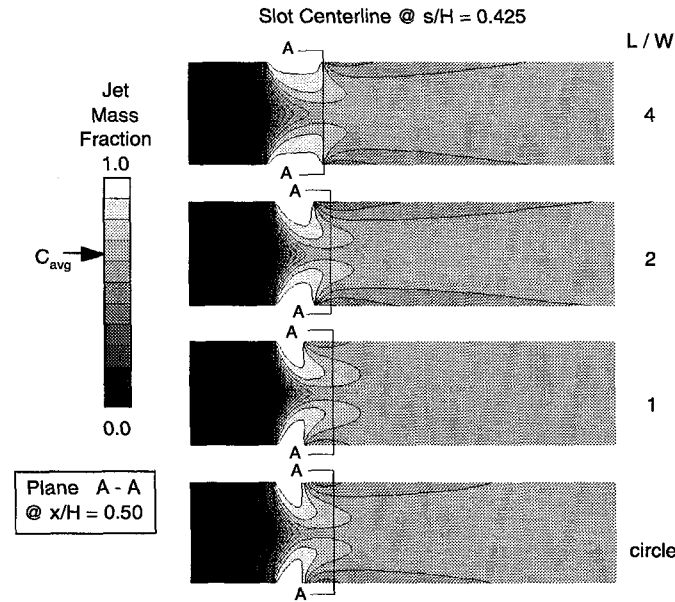 Slot Centerline @ s/H = 0.425
L / W
A
4
A
Jet
Mass
Fraction
1.0
C avg
0.0
A
2
A
A
1
A
A
circle
A
Plane A - A
@ x/H = 0.50